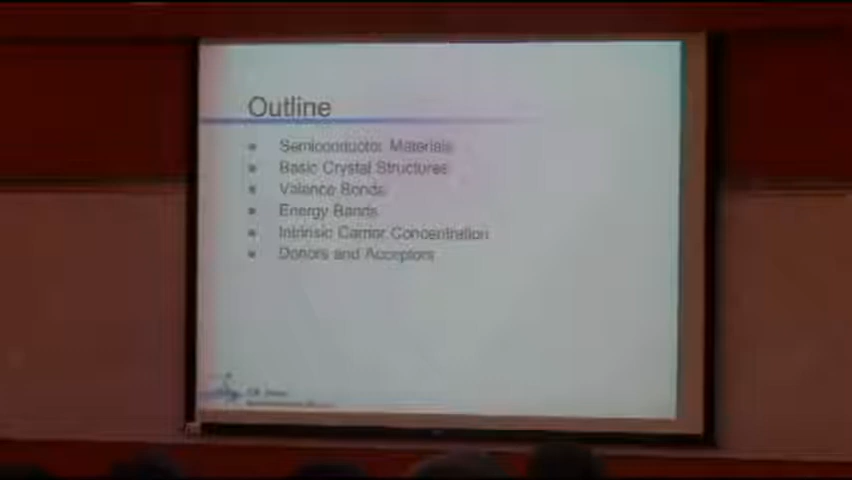 Outline
Semiconductor Materials
Basic Crystal Structures
Valence Bonds
Energy Bands
Intrinsic Carrier Concentration
Donors and Acceptors